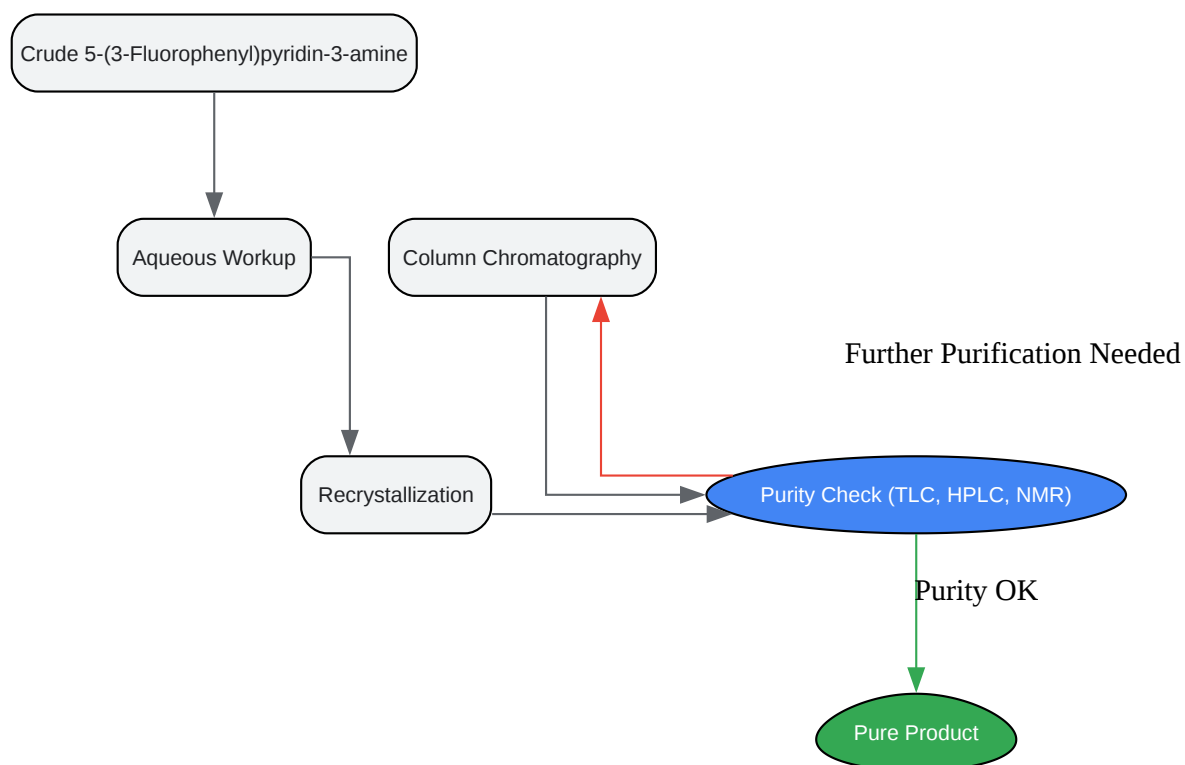 Crude 5-(3-Fluorophenyl)pyridin-3-amine
Aqueous Workup
Column Chromatography
Further Purification Needed
Recrystallization
Purity Check (TLC, HPLC, NMR)
Purity OK
Pure Product